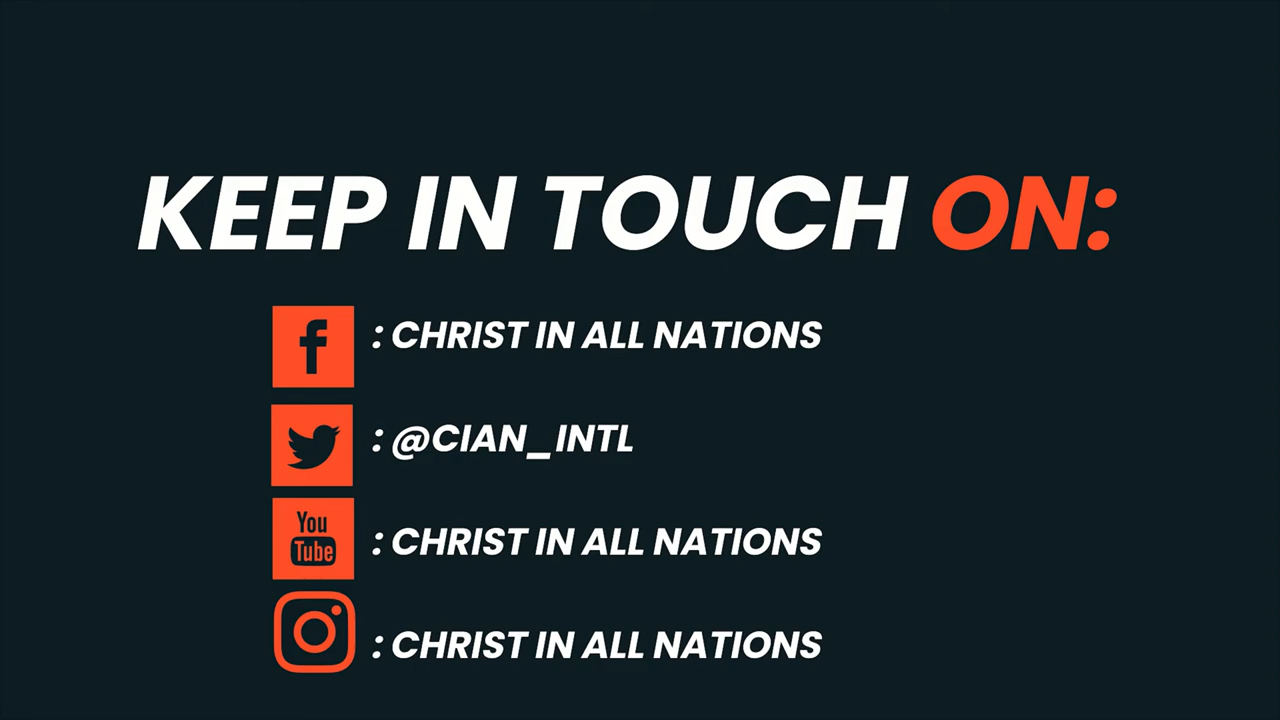 KEEP IN TOUCH ON:
: CHRIST IN ALL NATIONS
: @CIAN_INTL
You
Tube
: CHRIST IN ALL NATIONS
: CHRIST IN ALL NATIONS